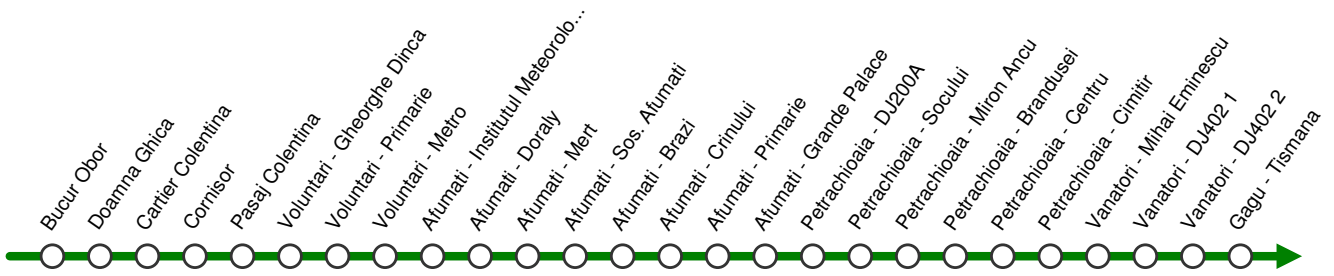 Bucur Obor
Doamna Ghica
Cartier Colentina
Cornisor
Pasaj Colentina
Voluntari - Gheorghe Dinca
Voluntari - Primarie
Voluntari - Metro
Afumati - Institutul Meteorolo...
Afumati - Doraly
Afumati - Mert
Afumati - Sos. Afumati
Afumati - Brazi
Afumati - Crinului
Afumati - Primarie
Afumati - Grande Palace
Petrachioaia - DJ200A
Petrachioaia - Socului
Petrachioaia - Miron Ancu
Petrachioaia - Brandusei
Petrachioaia - Centru
Petrachioaia - Cimitir
Vanatori - Mihai Eminescu
Vanatori - DJ402 1
Vanatori - DJ402 2
Gagu - Tismana